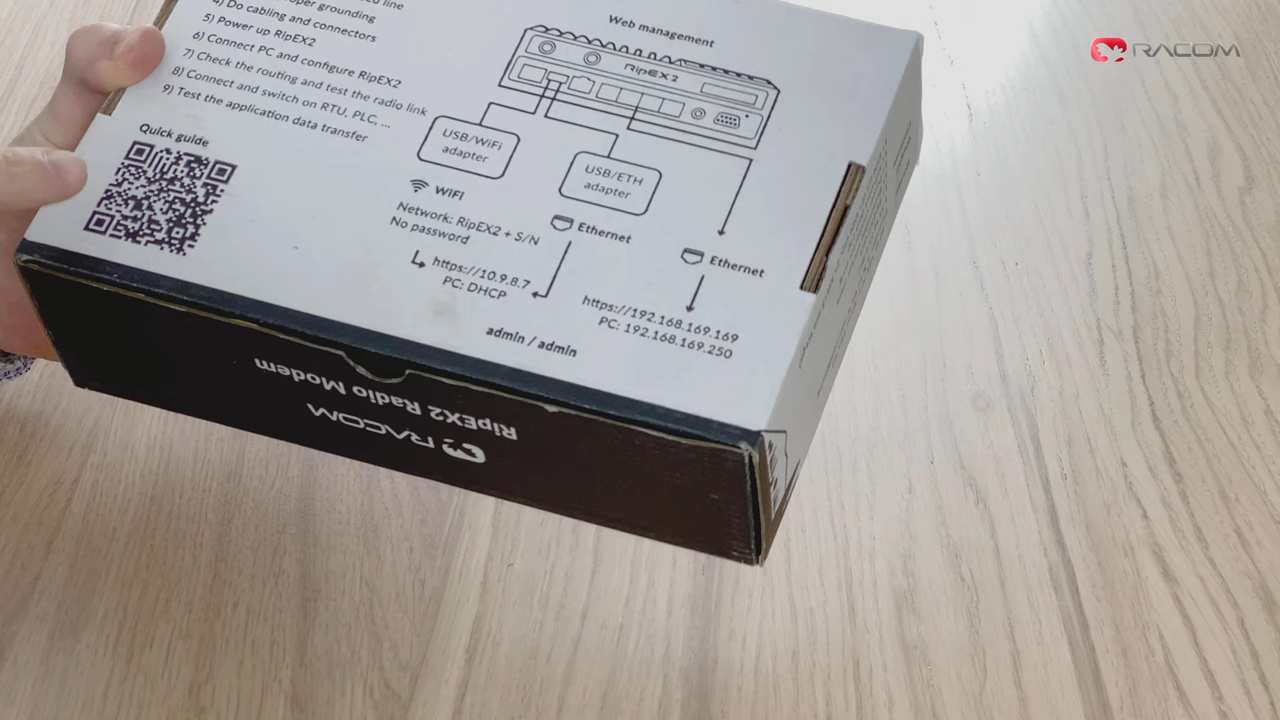 line
proper grounding
4) Do cabling and connectors
5) Power up RipEX2
6) Connect PC and configure RipEX2
7) Check the routing and test the radio link
8) Connect and switch on RTU, PLC, ...
9) Test the application data transfer
Quick guide
Web management
RipEX2
USB/WiFi
adapter
USB/ETH
adapter
WiFi
Network: RipEX2 + S/N
No password
https://10.9.8.7
PC: DHCP
Ethernet
Ethernet
https://192.168.169.169
PC: 192.168.169.250
admin / admin
RipEX2 Radio Modem
RACOM
RACOM